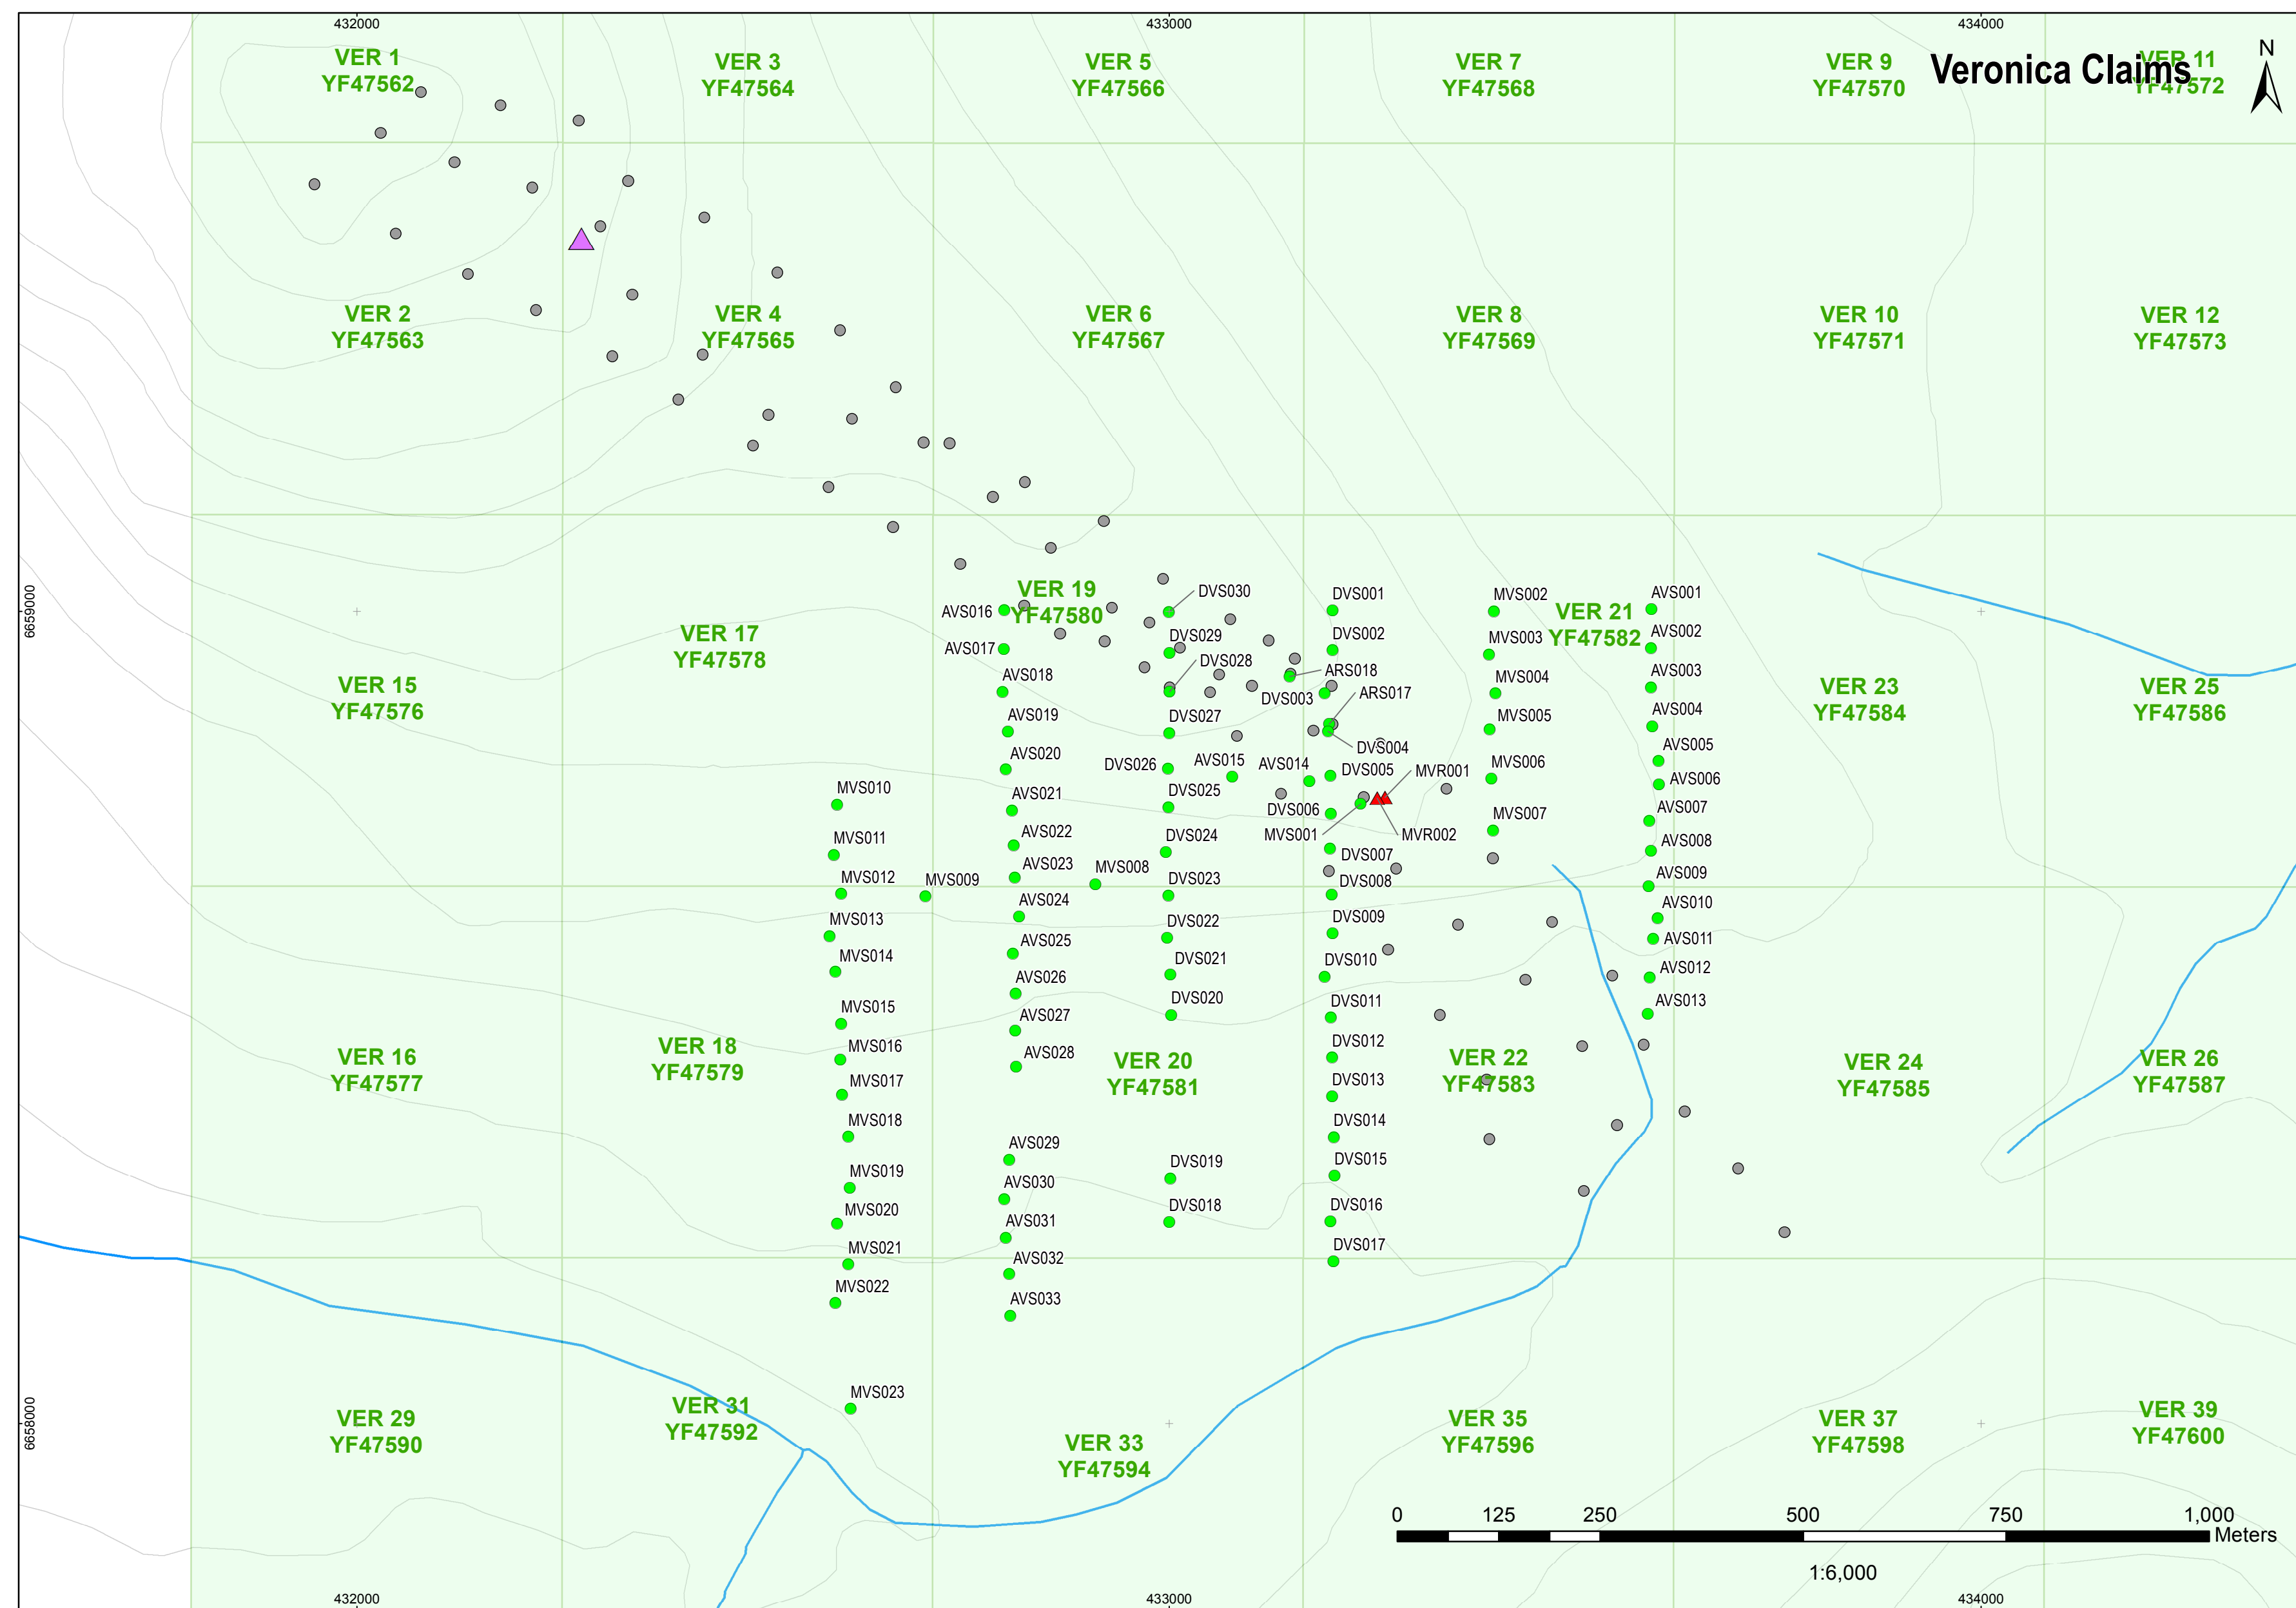 432000
433000
434000
N
Veronica Claims
VER 1
YF47562
VER 3
YF47564
VER 5
YF47566
VER 7
YF47568
VER 9
YF47570
VER 11
YF47572
VER 2
YF47563
VER 4
YF47565
VER 6
YF47567
VER 8
YF47569
VER 10
YF47571
VER 12
YF47573
6659000
VER 15
YF47576
VER 17
YF47578
VER 19
YF47580
VER 21
YF47582
VER 23
YF47584
VER 25
YF47586
AVS016
AVS017
AVS018
AVS019
AVS020
AVS021
AVS022
AVS023
AVS024
AVS025
AVS026
AVS027
AVS028
AVS029
AVS030
AVS031
AVS032
AVS033
DVS030
DVS029
DVS028
DVS027
DVS026
DVS025
DVS024
DVS023
DVS022
DVS021
DVS020
DVS019
DVS018
AVS015
AVS014
MVS008
MVS009
DVS001
DVS002
ARS018
DVS003
ARS017
DVS004
DVS005
MVR001
DVS006
MVS001
MVR002
DVS007
DVS008
DVS009
DVS010
DVS011
DVS012
DVS013
DVS014
DVS015
DVS016
DVS017
MVS002
MVS003
MVS004
MVS005
MVS006
MVS007
AVS001
AVS002
AVS003
AVS004
AVS005
AVS006
AVS007
AVS008
AVS009
AVS010
AVS011
AVS012
AVS013
MVS010
MVS011
MVS012
MVS013
MVS014
MVS015
MVS016
MVS017
MVS018
MVS019
MVS020
MVS021
MVS022
MVS023
VER 16
YF47577
VER 18
YF47579
VER 20
YF47581
VER 22
YF47583
VER 24
YF47585
VER 26
YF47587
6658000
VER 29
YF47590
VER 31
YF47592
VER 33
YF47594
VER 35
YF47596
VER 37
YF47598
VER 39
YF47600
0 125 250 500 750 1,000
Meters
1:6,000
432000
433000
434000